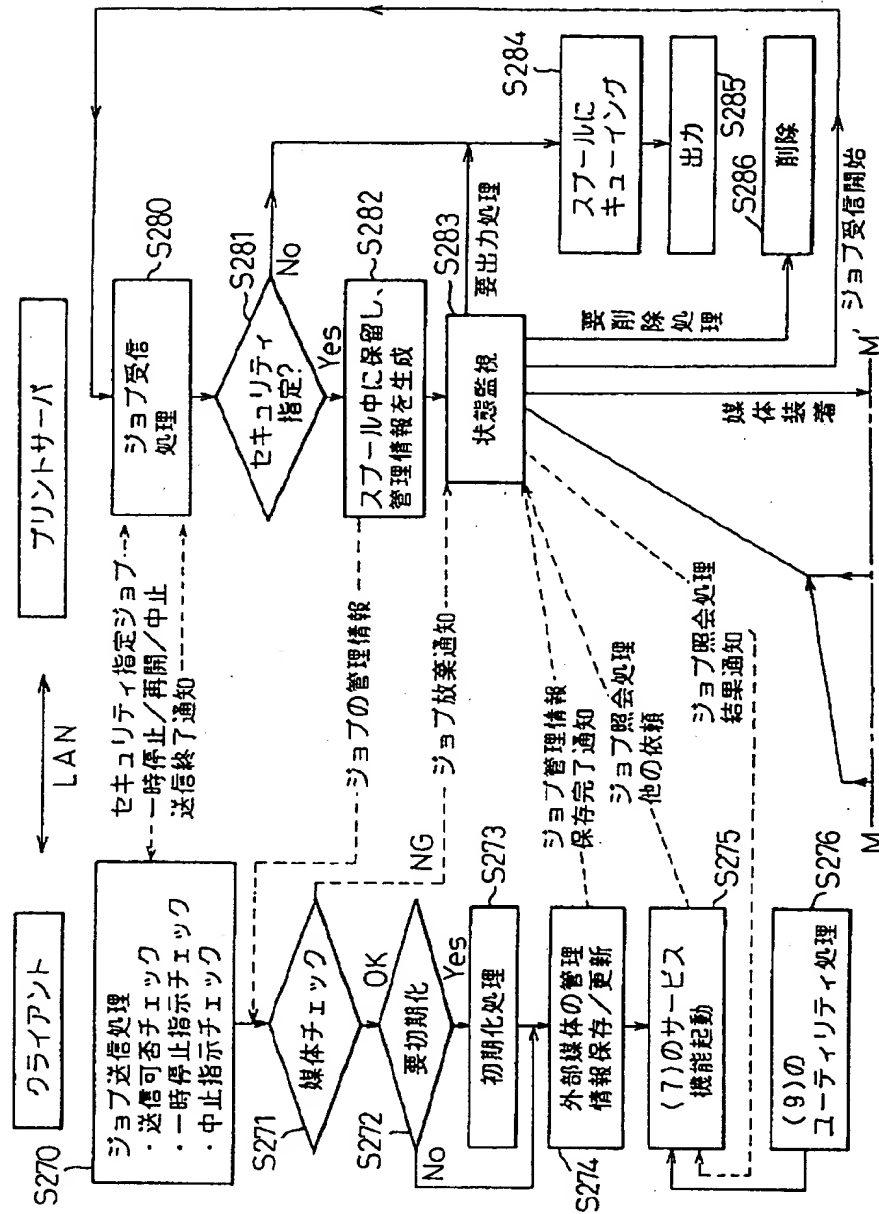 クライアント
LAN
プリントサーバ
S270
ジョブ送信処理
・送信可否チェック
・一時停止指示チェック
・中止指示チェック
セキュリティ指定ジョブ
一時停止/再開/中止
送信終了通知
ジョブ受信
処理
S280
S271
媒体チェック
NG
OK
ジョブの管理情報
セキュリティ
指定?
S281
No
Yes
S272
要初期化
No
Yes
ジョブ放棄通知
スプール中に保留し、
管理情報を生成
S282
初期化処理
S273
状態監視
S283
要出力処理
スプールに
キューイング
S284
出力
S285
削除
S286
要削除処理
媒体装着
ジョブ受信開始
S274
外部媒体の管理
情報保存/更新
ジョブ管理情報
保存完了通知
(7)のサービス
機能起動
S275
ジョブ照会処理
他の依頼
ジョブ照会処理
結果通知
(9)の
ユーティリティ処理
S276
M
M'